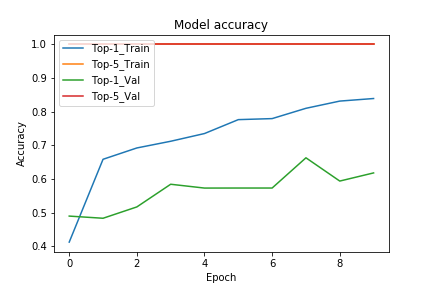 Model accuracy
1.0
0.9
0.8
0.7
0.6
0.5
0.4
Accuracy
Top-1_Train
Top-5_Train
Top-1_Val
Top-5_Val
0 2 4 6 8
Epoch